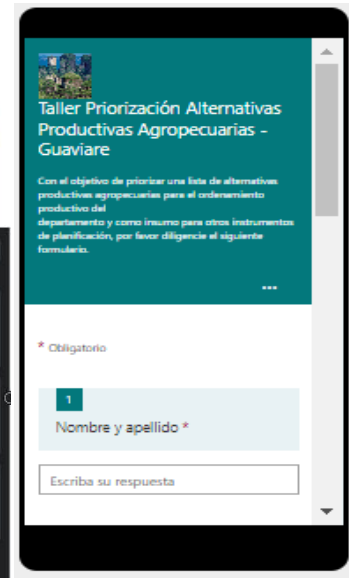 Taller Priorización Alternativas
Productivas Agropecuarias -
Guaviare
Con el objetivo de priorizar una lista de alternativas
productivas agropecuarias para el ordenamiento
productivo del
departamento y como insumo para otros instrumentos
de planificación, por favor diligencie el siguiente
formulario.
...
* Obligatorio
1
Nombre y apellido *
Escriba su respuesta